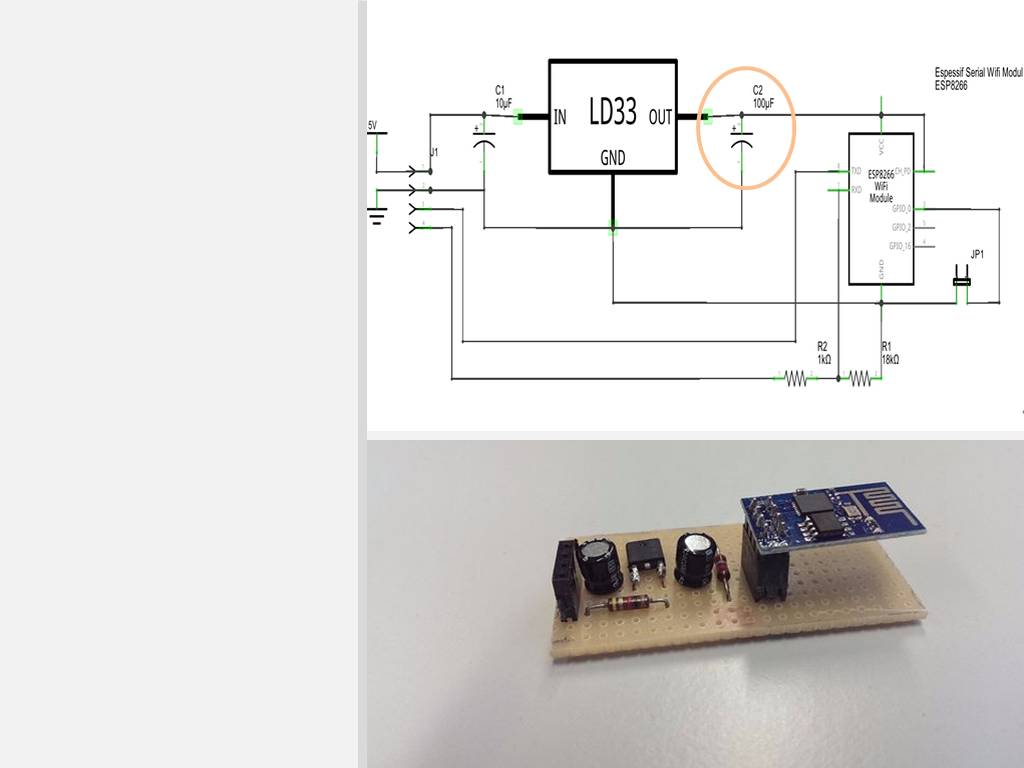 Espessif Serial Wifi Modul
ESP8266
C1
10µF
C2
100µF
5V
J1
IN
LD33
OUT
GND
+
+
VCC
TXD
RXD
ESP8266
WiFi
Module
CH_PD
GPIO_0
GPIO_2
GPIO_16
GND
JP1
R2
1kΩ
R1
18kΩ